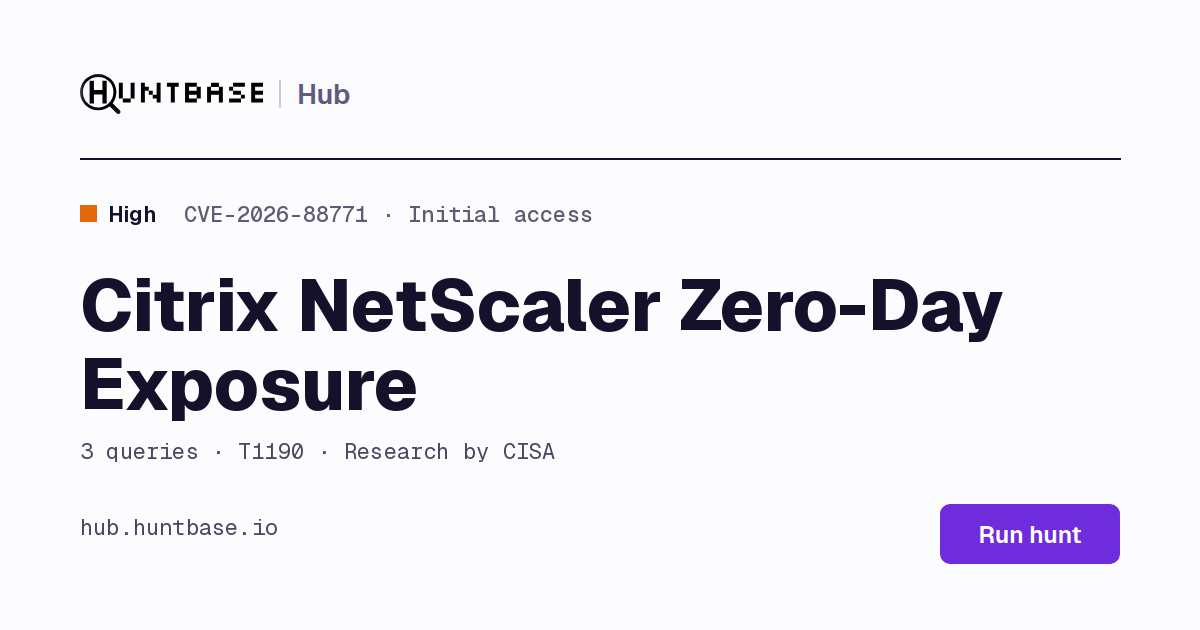 HUNTBASE Hub
High CVE-2026-88771 · Initial access
Citrix NetScaler Zero-Day
Exposure
3 queries · T1190 · Research by CISA
hub.huntbase.io
Run hunt